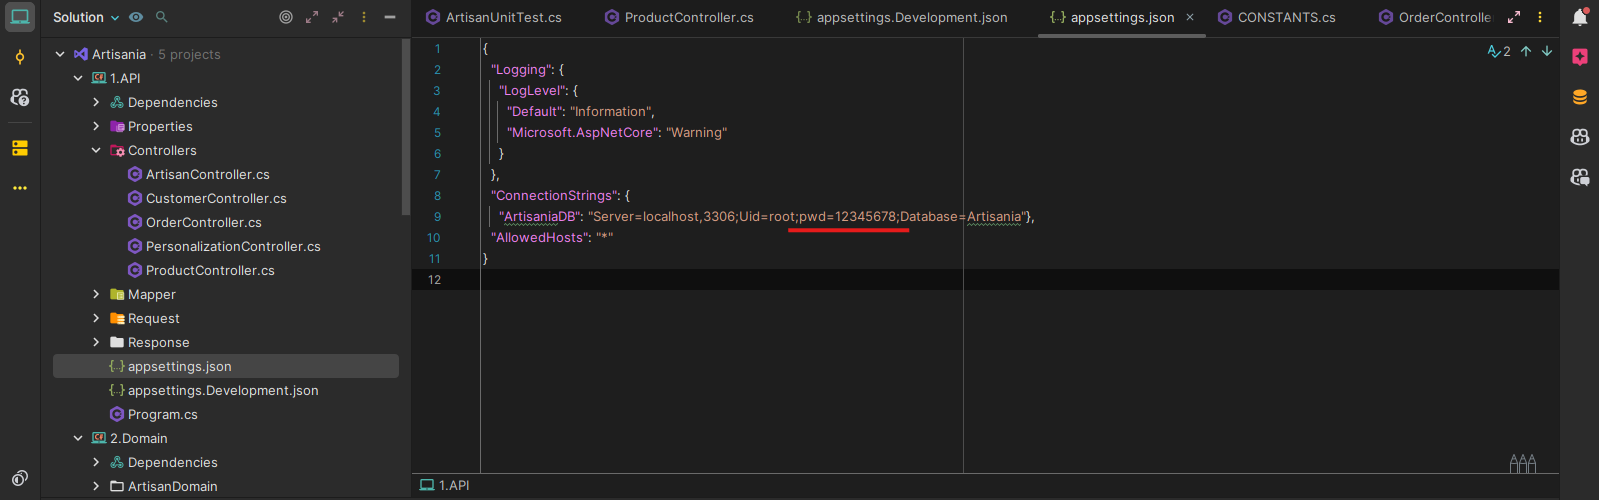 Solution
Artisania · 5 projects
1.API
Dependencies
Properties
Controllers
ArtisanController.cs
CustomerController.cs
OrderController.cs
PersonalizationController.cs
ProductController.cs
Mapper
Request
Response
appsettings.json
appsettings.Development.json
Program.cs
2.Domain
Dependencies
ArtisanDomain
ArtisanUnitTest.cs
ProductController.cs
appsettings.Development.json
appsettings.json
CONSTANTS.cs
OrderControlle
2
1 {
2 "Logging": {
3 "LogLevel": {
4 "Default": "Information",
5 "Microsoft.AspNetCore": "Warning"
6 }
7 },
8 "ConnectionStrings": {
9 "ArtisaniaDB": "Server=localhost,3306;Uid=root;pwd=12345678;Database=Artisania"},
10 "AllowedHosts": "*"
11 }
12
1.API